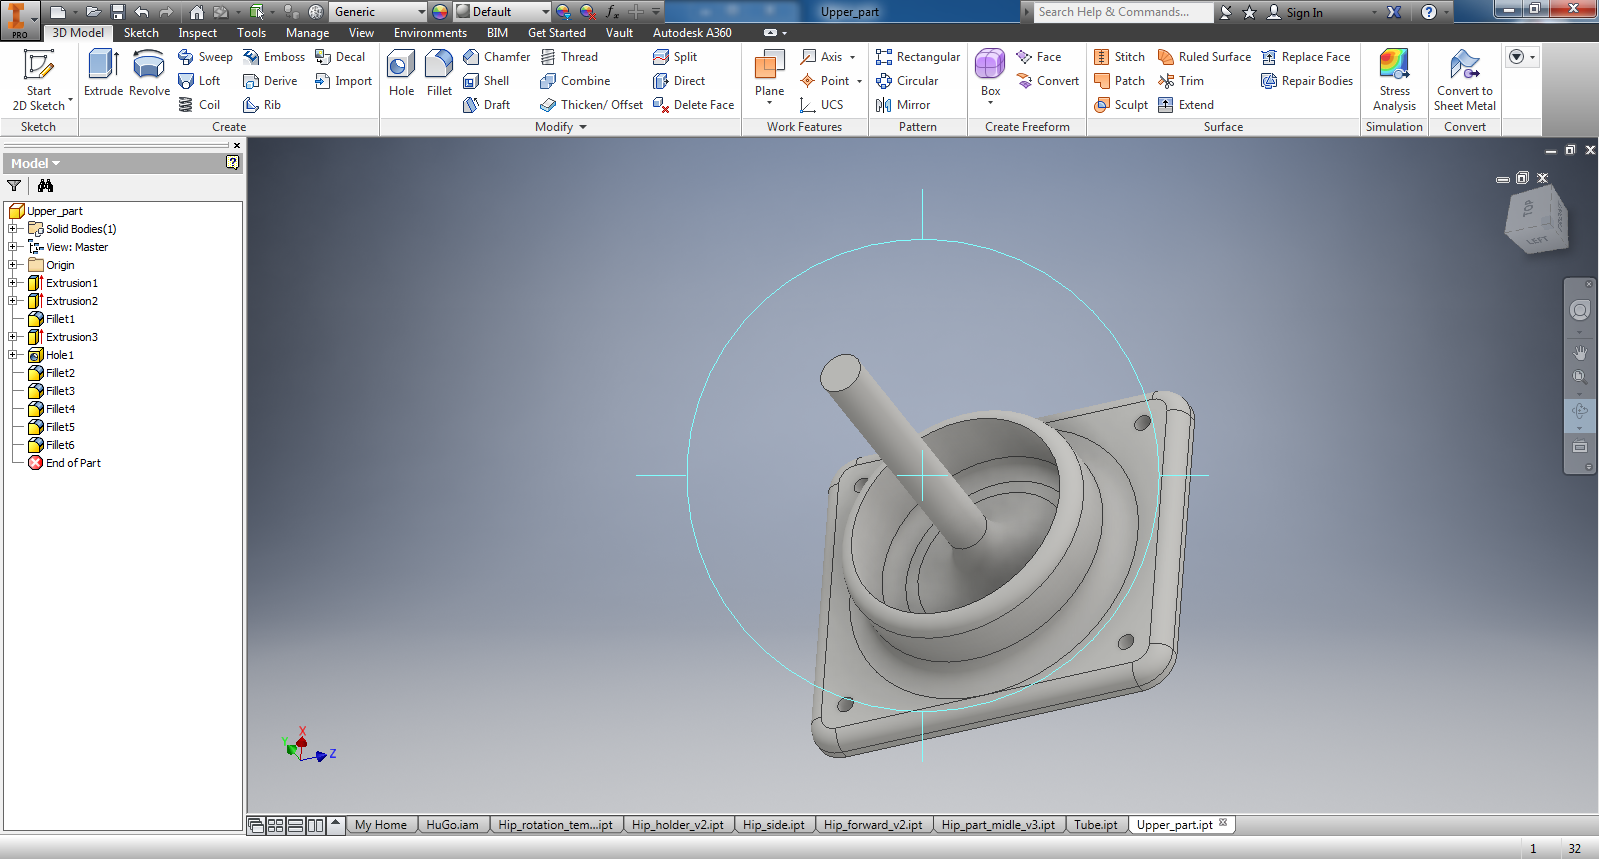 Generic
Default
fx
Upper_part
Search Help & Commands...
Sign In
PRO
3D Model Sketch Inspect Tools Manage View Environments BIM Get Started Vault Autodesk A360
Start
2D Sketch
Extrude
Revolve
Sweep
Emboss
Decal
Loft
Derive
Import
Coil
Rib
Hole
Fillet
Chamfer
Thread
Split
Shell
Combine
Direct
Draft
Thicken/ Offset
Delete Face
Plane
Axis
Point
UCS
Rectangular
Circular
Mirror
Box
Face
Convert
Stitch
Ruled Surface
Replace Face
Patch
Trim
Repair Bodies
Sculpt
Extend
Stress
Analysis
Convert to
Sheet Metal
Sketch
Create
Modify
Work Features
Pattern
Create Freeform
Surface
Simulation
Convert
Model
Upper_part
Solid Bodies(1)
View: Master
Origin
Extrusion1
Extrusion2
Fillet1
Extrusion3
Hole1
Fillet2
Fillet3
Fillet4
Fillet5
Fillet6
End of Part
TOP
LEFT
X
Y
Z
My Home
HuGo.iam
Hip_rotation_tem...ipt
Hip_holder_v2.ipt
Hip_side.ipt
Hip_forward_v2.ipt
Hip_part_midle_v3.ipt
Tube.ipt
Upper_part.ipt
1
32